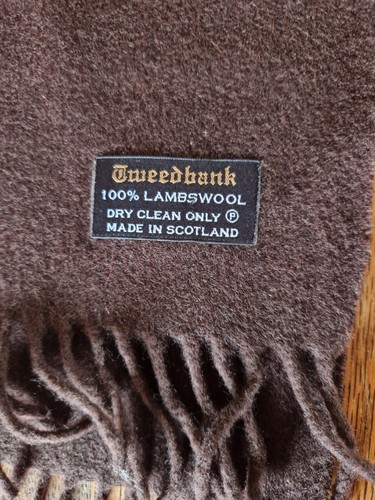 Tweedbank
100% LAMBSWOOL
DRY CLEAN ONLY Ⓟ
MADE IN SCOTLAND